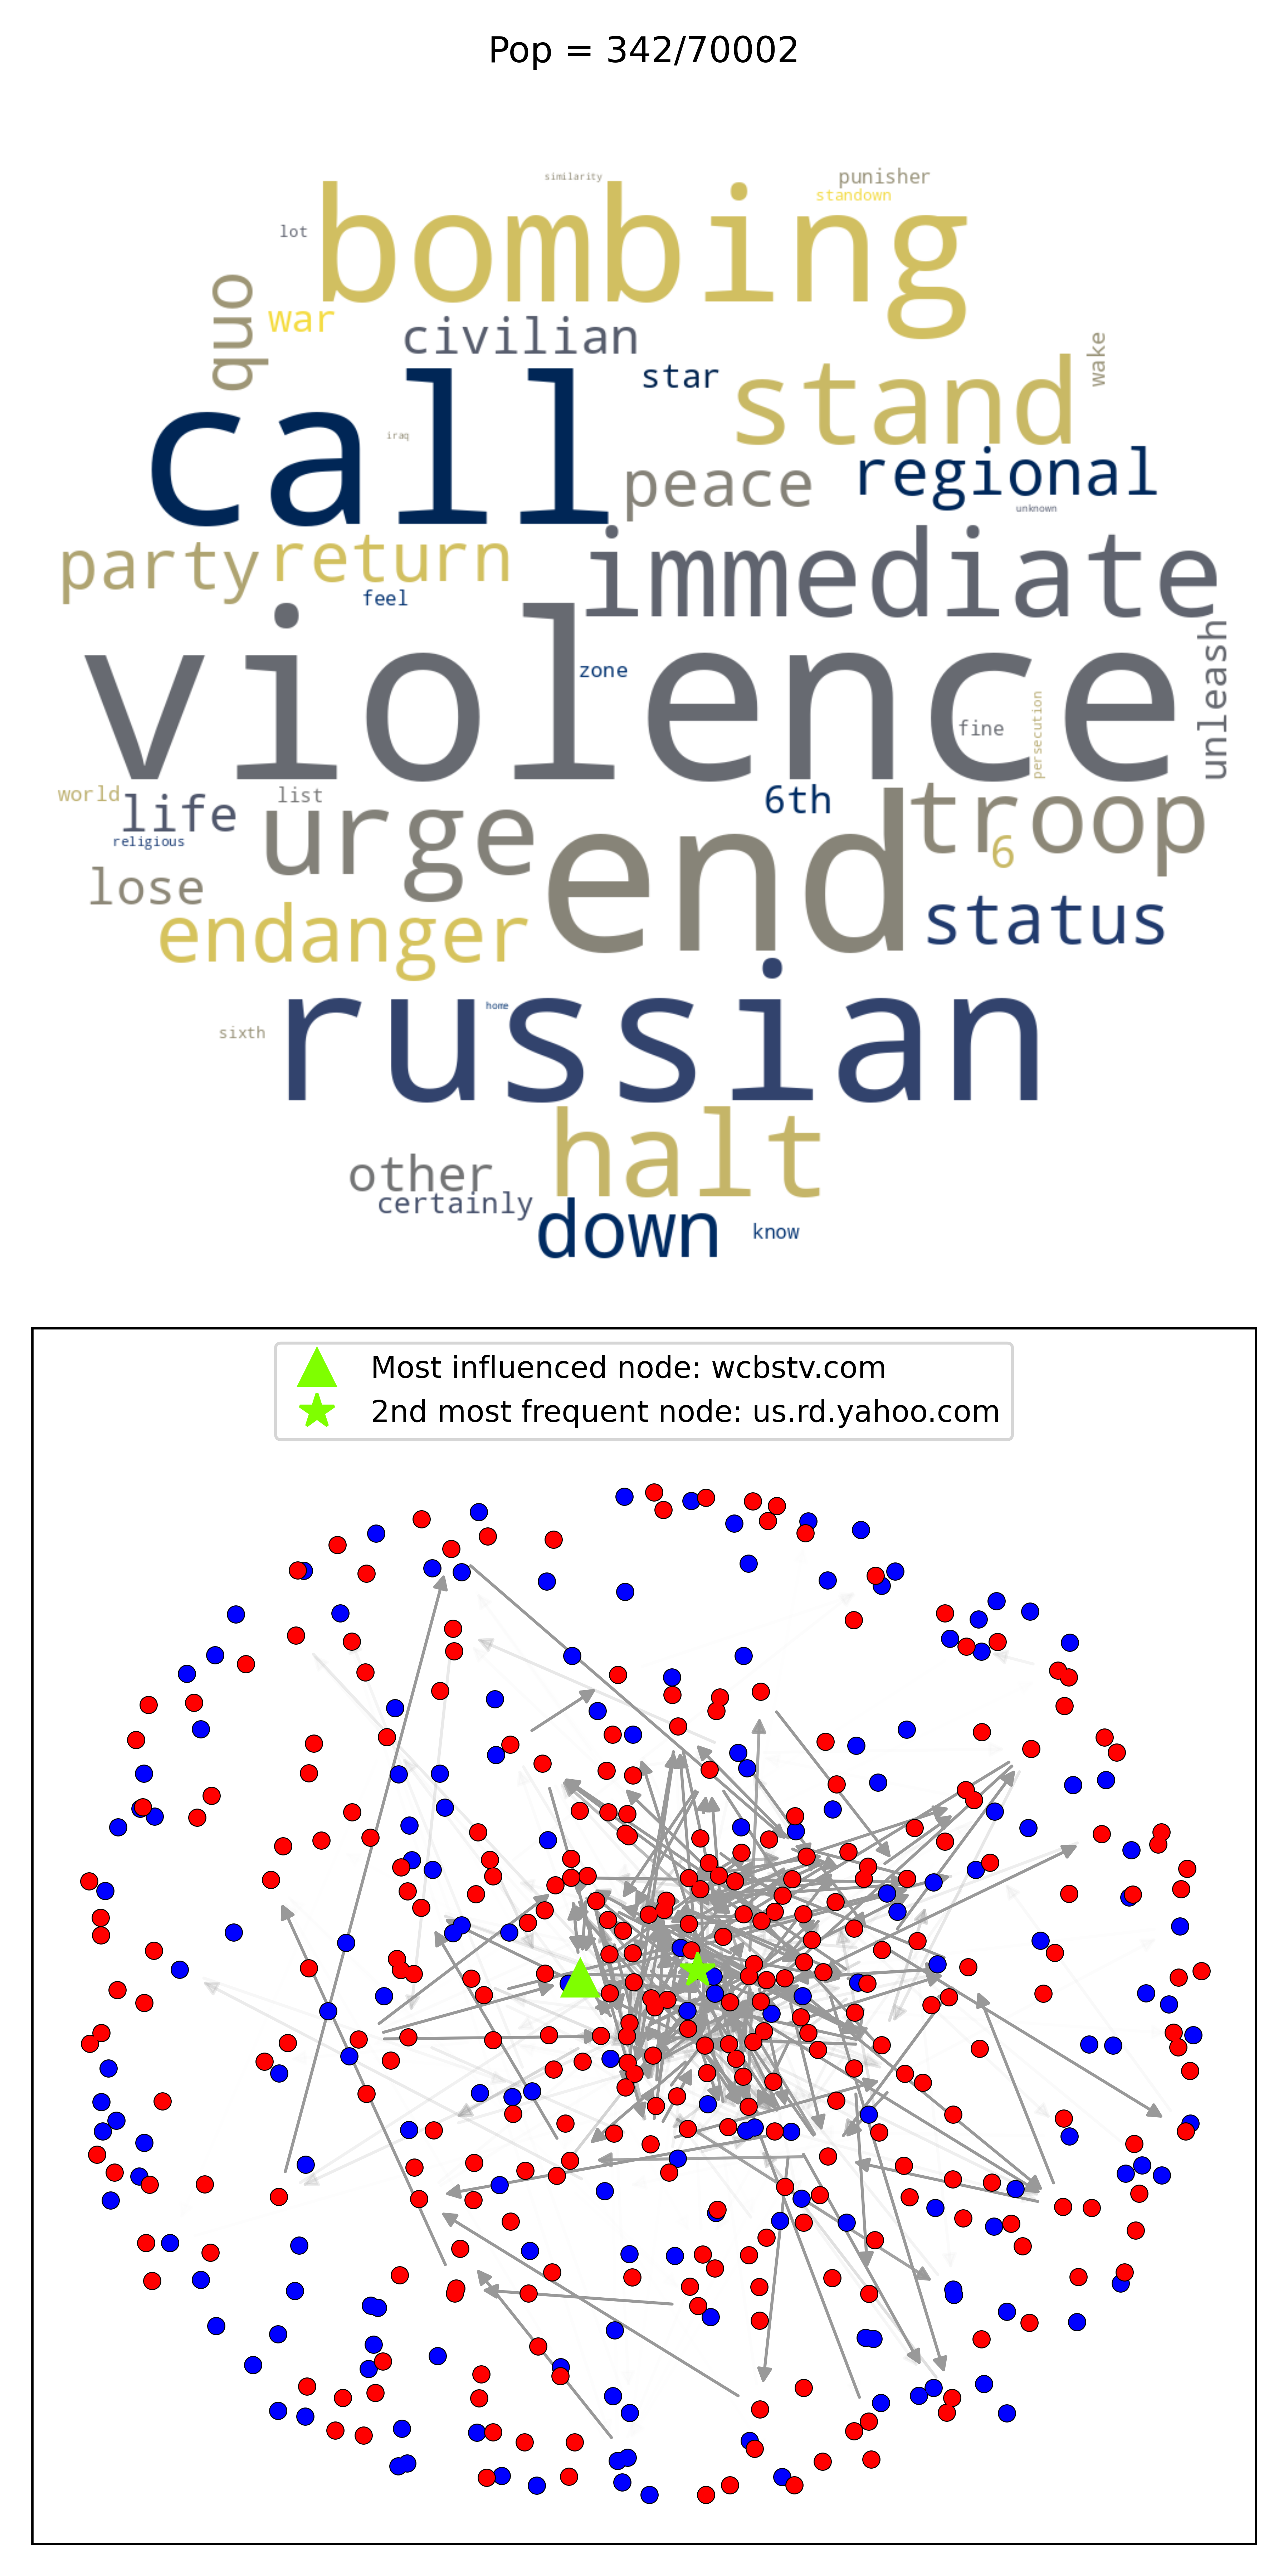 Pop = 342/70002
similarity
punisher
standown
lot
bombing
quo
war
civilian
star
wake
call
stand
iraq
peace
regional
unknown
party
return
immediate
feel
violence
zone
unleash
fine
persecution
world
life
list
6th
religious
urge
troop
6
lose
end
endanger
status
russian
home
sixth
halt
other
certainly
down
know
Most influenced node: wcbstv.com
2nd most frequent node: us.rd.yahoo.com